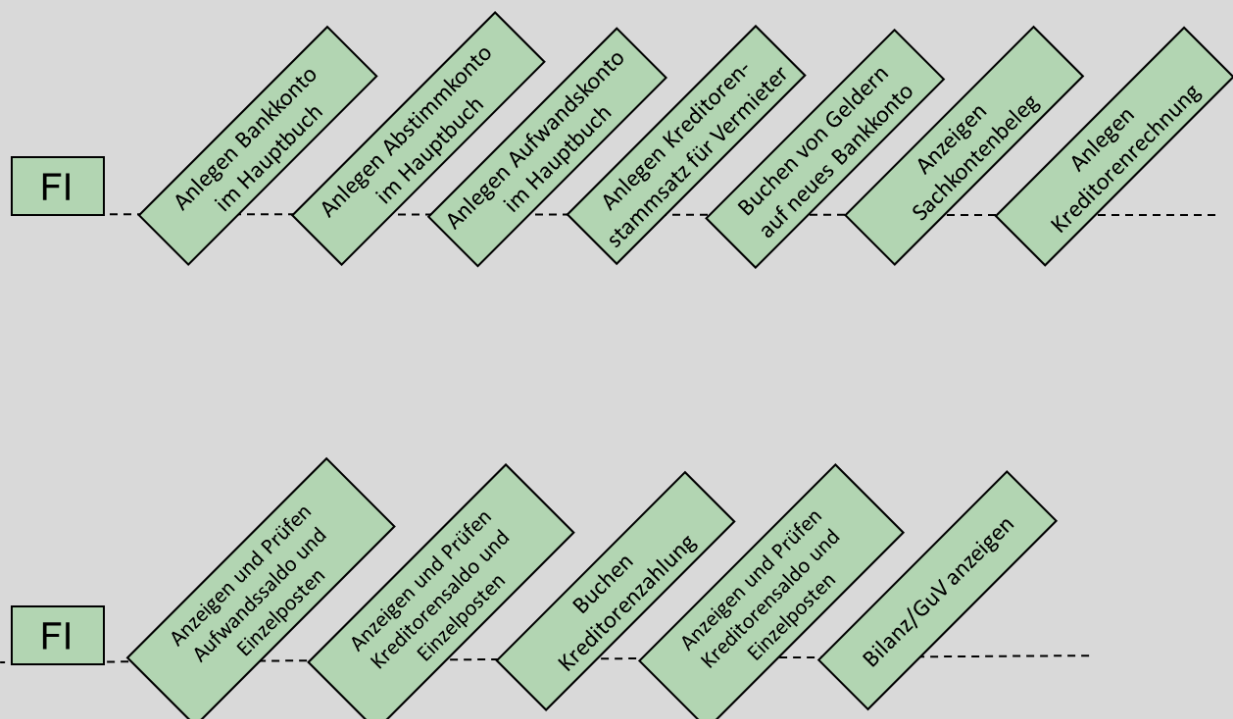 FI
Anlegen Bankkonto
im Hauptbuch
Anlegen Abstimmkonto
im Hauptbuch
Anlegen Aufwandskonto
im Hauptbuch
Anlegen Kreditoren-
stammsatz für Vermieter
Buchen von Geldern
auf neues Bankkonto
Anzeigen
Sachkontenbeleg
Anlegen
Kreditorenrechnung
FI
Anzeigen und Prüfen
Aufwandssaldo und
Einzelposten
Anzeigen und Prüfen
Kreditorensaldo und
Einzelposten
Buchen
Kreditorenzahlung
Anzeigen und Prüfen
Kreditorensaldo und
Einzelposten
Bilanz/GuV anzeigen